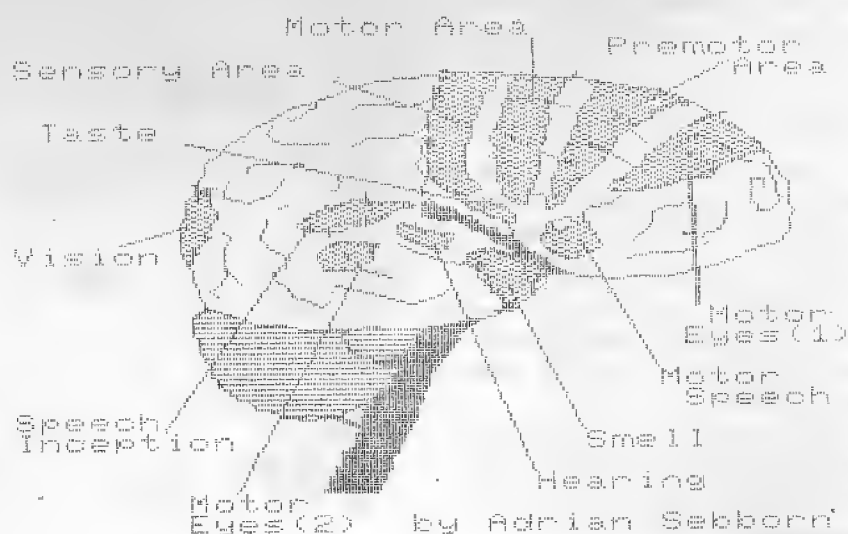 Motor Area
Premotor
Area
Sensory Area
Taste
Vision
Motor
Eyes(1)
Motor
Speech
Speech
Inception
Smell
Hearing
Motor
Eyes(2)
by Adrian Sebborn